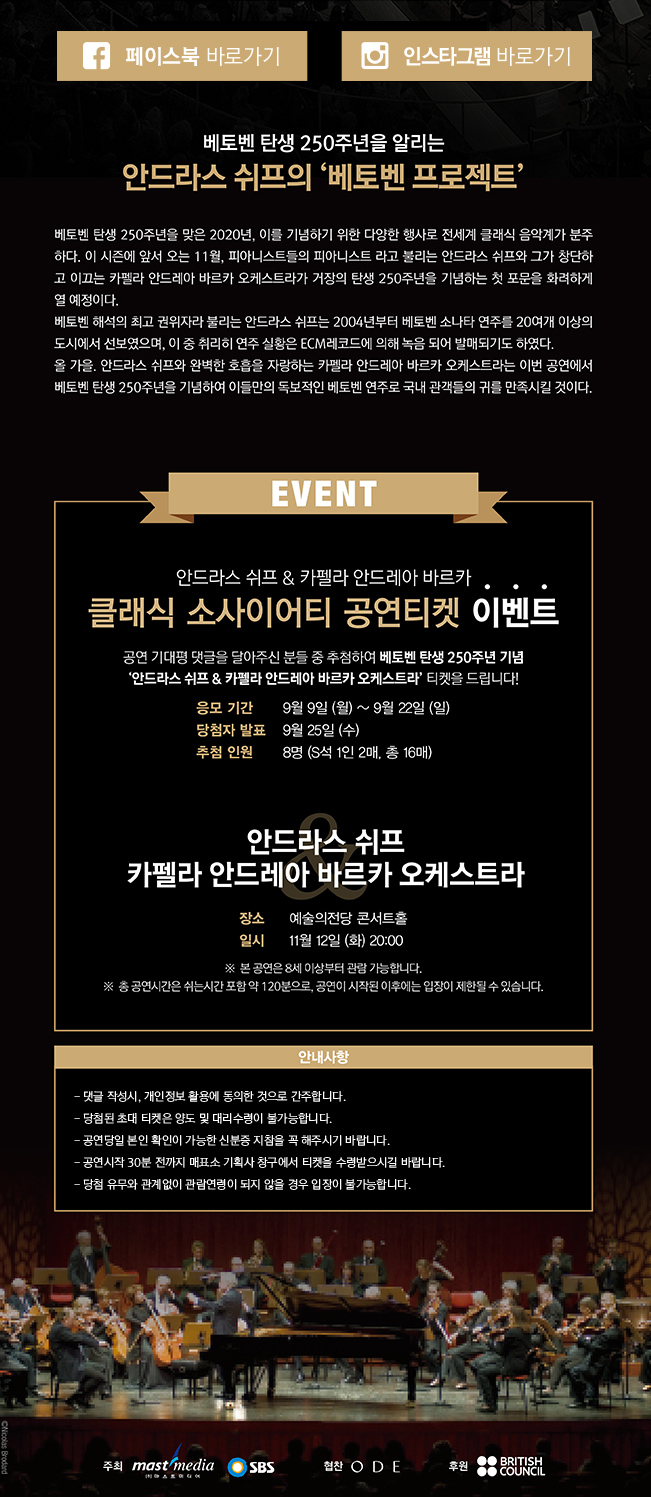 페이스북 바로가기
인스타그램 바로가기
베토벤 탄생 250주년을 알리는
안드라스 쉬프의 ‘베토벤 프로젝트’
베토벤 탄생 250주년을 맞은 2020년, 이를 기념하기 위한 다양한 행사로 전세계 클래식 음악계가 분주
하다. 이 시즌에 앞서 오는 11월, 피아니스트들의 피아니스트 라고 불리는 안드라스 쉬프와 그가 창단하
고 이끄는 카펠라 안드레아 바르카 오케스트라가 거장의 탄생 250주년을 기념하는 첫 포문을 화려하게
열 예정이다.
베토벤 해석의 최고 권위자라 불리는 안드라스 쉬프는 2004년부터 베토벤 소나타 연주를 20여개 이상의
도시에서 선보였으며, 이 중 취리히 연주 실황은 ECM레코드에 의해 녹음 되어 발매되기도 하였다.
올 가을. 안드라스 쉬프와 완벽한 호흡을 자랑하는 카펠라 안드레아 바르카 오케스트라는 이번 공연에서
베토벤 탄생 250주년을 기념하여 이들만의 독보적인 베토벤 연주로 국내 관객들의 귀를 만족시킬 것이다.
EVENT
안드라스 쉬프 & 카펠라 안드레아 바르카
클래식 소사이어티 공연티켓 이벤트
공연 기대평 댓글을 달아주신 분들 중 추첨하여 베토벤 탄생 250주년 기념
‘안드라스 쉬프 & 카펠라 안드레아 바르카 오케스트라’ 티켓을 드립니다!
응모 기간 9월 9일 (월) ~ 9월 22일 (일)
당첨자 발표 9월 25일 (수)
추첨 인원 8명 (S석 1인 2매, 총 16매)
안드라스 쉬프
&
카펠라 안드레아 바르카 오케스트라
장소 예술의전당 콘서트홀
일시 11월 12일 (화) 20:00
※ 본 공연은 8세 이상부터 관람 가능합니다.
※ 총 공연시간은 쉬는시간 포함 약 120분으로, 공연이 시작된 이후에는 입장이 제한될 수 있습니다.
안내사항
- 댓글 작성시, 개인정보 활용에 동의한 것으로 간주합니다.
- 당첨된 초대 티켓은 양도 및 대리수령이 불가능합니다.
- 공연당일 본인 확인이 가능한 신분증 지참을 꼭 해주시기 바랍니다.
- 공연시작 30분 전까지 매표소 기획사 창구에서 티켓을 수령받으시길 바랍니다.
- 당첨 유무와 관계없이 관람연령이 되지 않을 경우 입장이 불가능합니다.
©Nicolas Brodard
주최 mast media SBS 협찬 ODE 후원 BRITISH COUNCIL
(주)마스트미디어